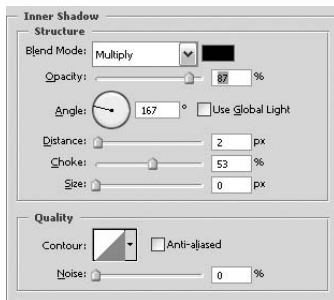 Inner Shadow
Structure
Blend Mode: Multiply
Opacity: 87 %
Angle: 167 ° Use Global Light
Distance: 2 px
Choke: 53 %
Size: 0 px
Quality
Contour: Anti-aliased
Noise: 0 %